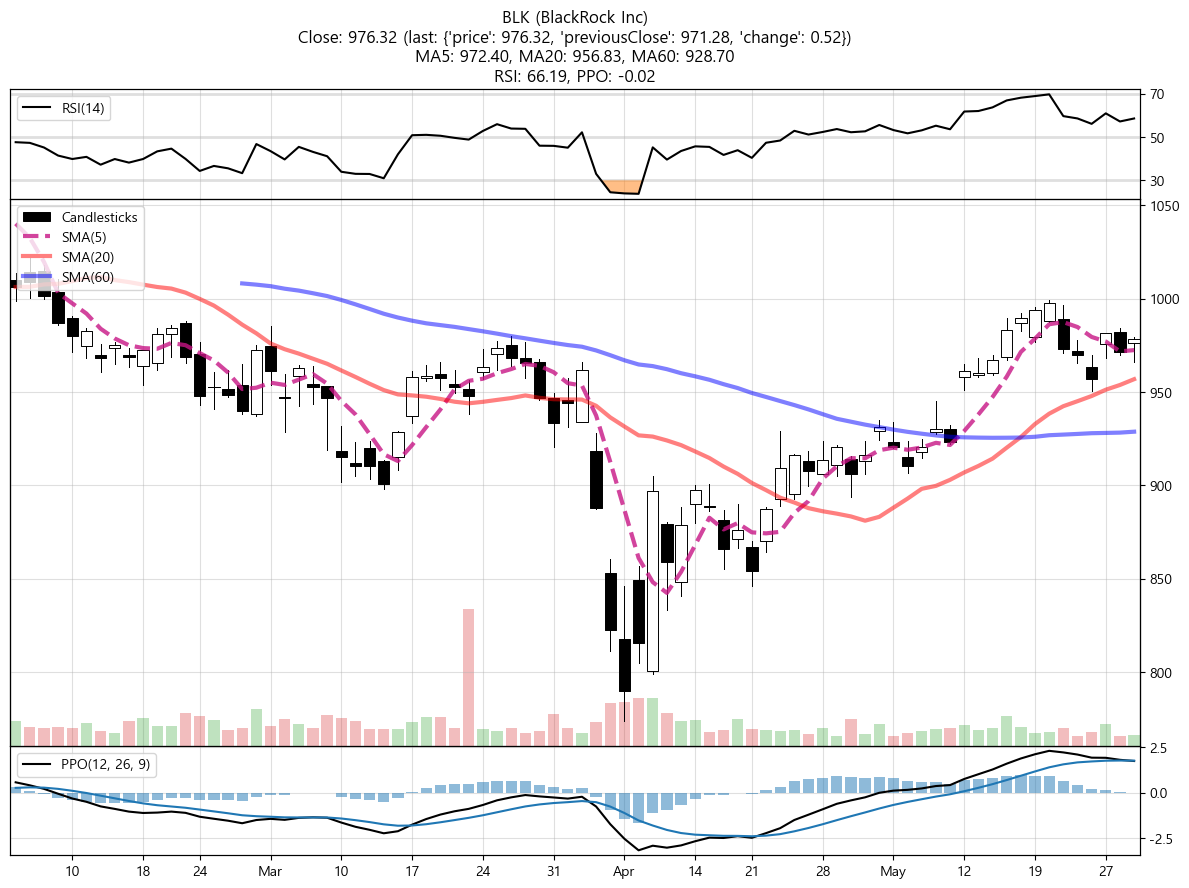 BLK (BlackRock Inc)
Close: 976.32 (last: {'price': 976.32, 'previousClose': 971.28, 'change': 0.52})
MA5: 972.40, MA20: 956.83, MA60: 928.70
RSI: 66.19, PPO: -0.02
RSI(14)
70
50
30
Candlesticks
SMA(5)
SMA(20)
SMA(60)
1050
1000
950
900
850
800
PPO(12, 26, 9)
2.5
0.0
-2.5
10 18 24 Mar 10 17 24 31 Apr 14 21 28 May 12 19 27